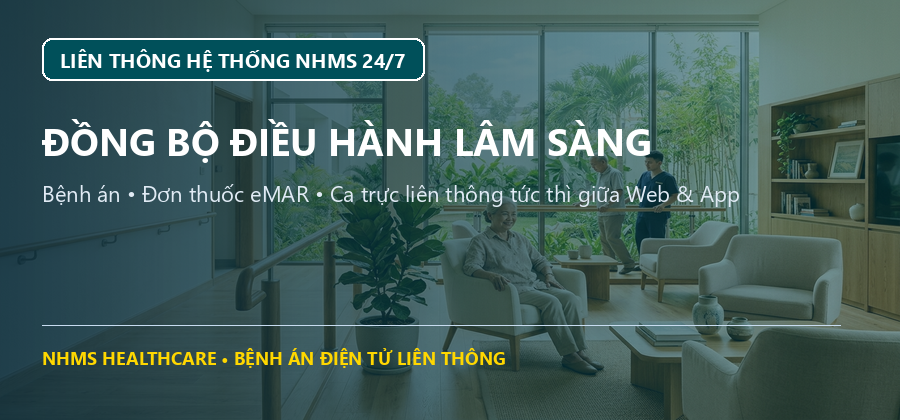 LIÊN THÔNG HỆ THỐNG NHMS 24/7
ĐỒNG BỘ ĐIỀU HÀNH LÂM SÀNG
Bệnh án • Đơn thuốc eMAR • Ca trực liên thông tức thì giữa Web & App
NHMS HEALTHCARE • BỆNH ÁN ĐIỆN TỬ LIÊN THÔNG